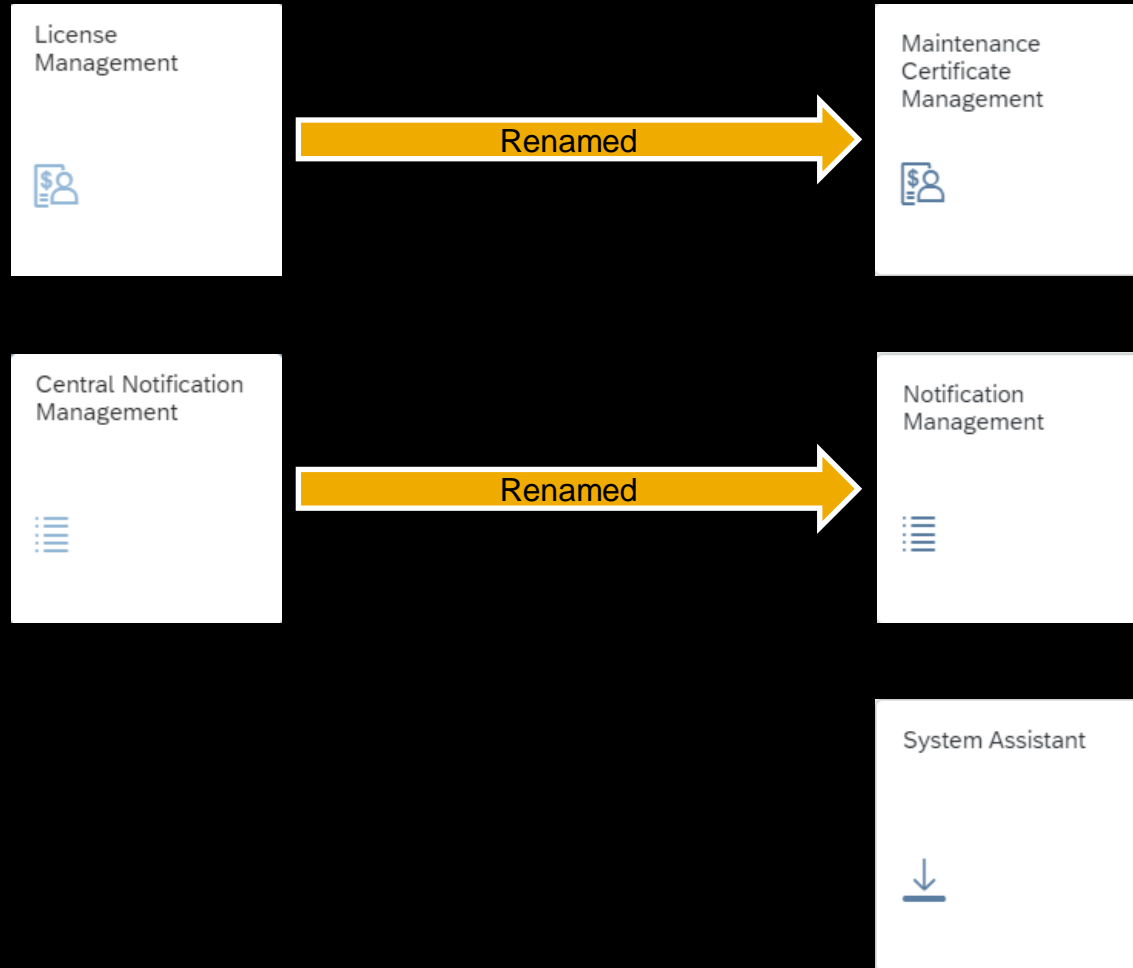 License
Management
Renamed
Maintenance
Certificate
Management
Central Notification
Management
Renamed
Notification
Management
System Assistant